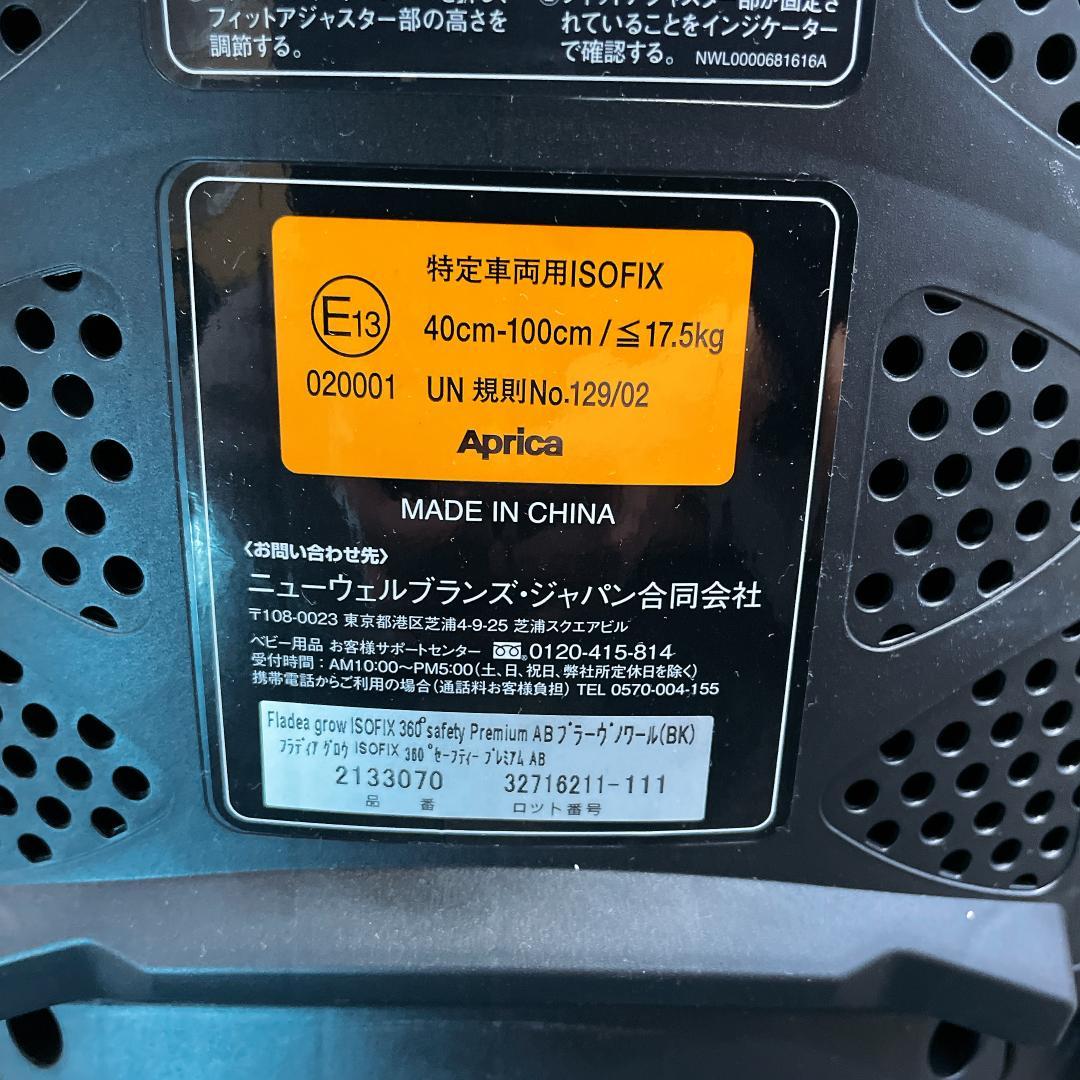 フィットアジャスター部の高さを
調節する。
れていることをインジケーター
で確認する。 NWL0000681616A
特定車両用ISOFIX
E13
40cm-100cm / ≦17.5kg
020001
UN 規則No.129/02
Aprica
MADE IN CHINA
〈お問い合わせ先〉
ニューウェルブランズ・ジャパン合同会社
〒108-0023 東京都港区芝浦4-9-25 芝浦スクエアビル
ベビー用品 お客様サポートセンター 0120-415-814
受付時間：AM10:00〜PM5:00(土、日、祝日、弊社所定休日を除く)
携帯電話からご利用の場合(通話料お客様負担) TEL 0570-004-155
Fladea grow ISOFIX 360°safety Premium AB ブラーヴノワール(BK)
フラディア グロウ ISOFIX 360°セーフティー プレミアム AB
2133070 32716211-111
品 番 ロット番号